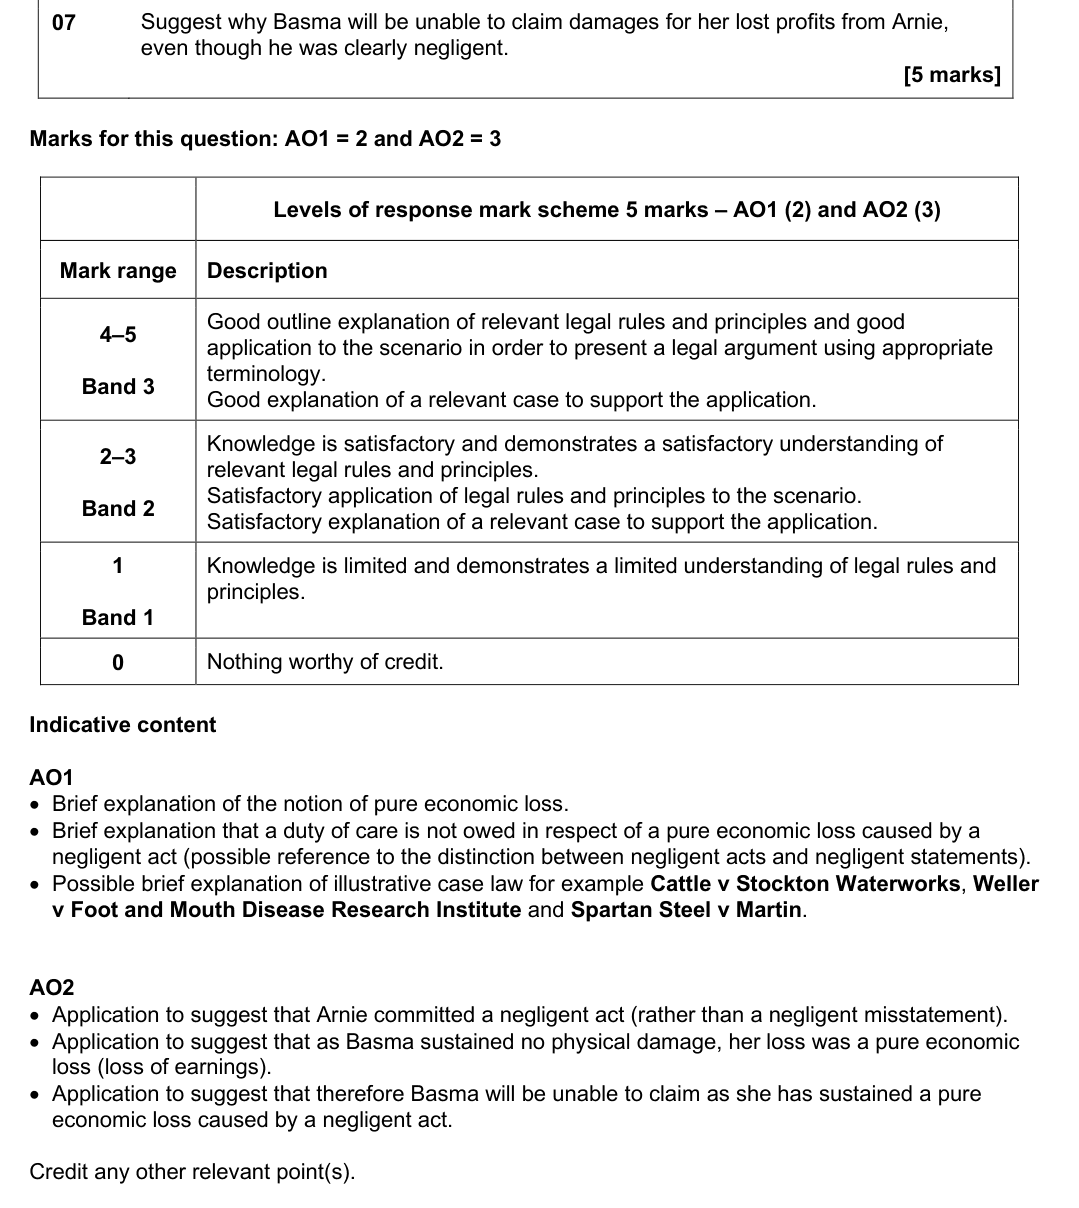 07
Suggest why Basma will be unable to claim damages for her lost profits from Arnie,
even though he was clearly negligent.
[5 marks]
Marks for this question: AO1 = 2 and AO2 = 3
Levels of response mark scheme 5 marks – AO1 (2) and AO2 (3)
Mark range
Description
4–5
Band 3
Good outline explanation of relevant legal rules and principles and good
application to the scenario in order to present a legal argument using appropriate
terminology.
Good explanation of a relevant case to support the application.
2–3
Band 2
Knowledge is satisfactory and demonstrates a satisfactory understanding of
relevant legal rules and principles.
Satisfactory application of legal rules and principles to the scenario.
Satisfactory explanation of a relevant case to support the application.
1
Band 1
Knowledge is limited and demonstrates a limited understanding of legal rules and
principles.
0
Nothing worthy of credit.
Indicative content
AO1
• Brief explanation of the notion of pure economic loss.
• Brief explanation that a duty of care is not owed in respect of a pure economic loss caused by a
negligent act (possible reference to the distinction between negligent acts and negligent statements).
• Possible brief explanation of illustrative case law for example Cattle v Stockton Waterworks, Weller
v Foot and Mouth Disease Research Institute and Spartan Steel v Martin.
AO2
• Application to suggest that Arnie committed a negligent act (rather than a negligent misstatement).
• Application to suggest that as Basma sustained no physical damage, her loss was a pure economic
loss (loss of earnings).
• Application to suggest that therefore Basma will be unable to claim as she has sustained a pure
economic loss caused by a negligent act.
Credit any other relevant point(s).